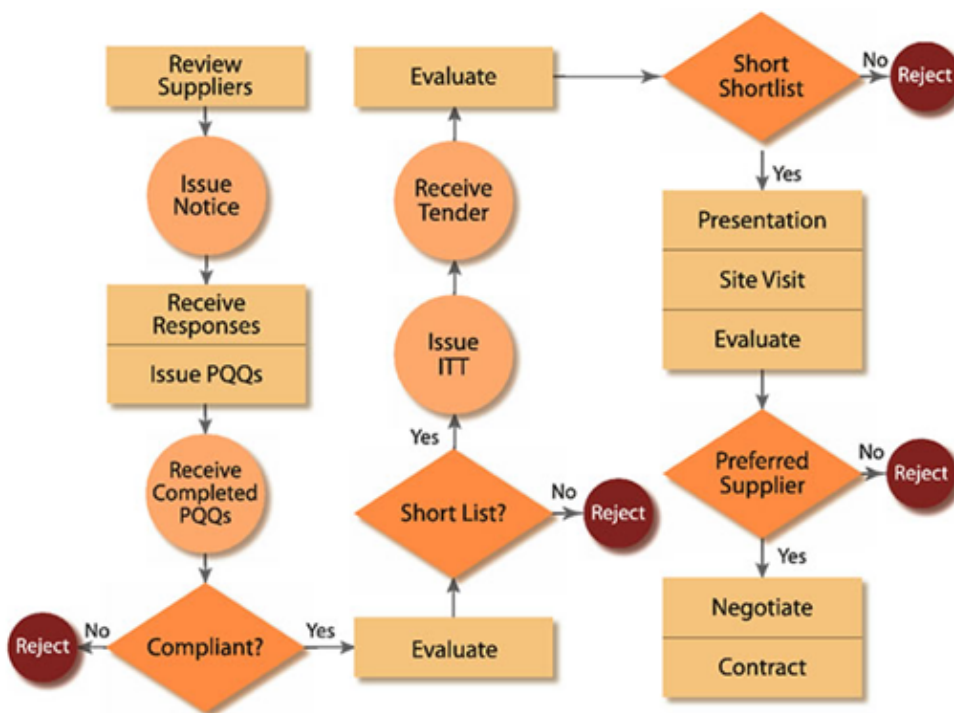 Review
Suppliers
Issue
Notice
Receive
Responses
Issue PQQs
Receive
Completed
PQQs
Compliant?
No
Reject
Yes
Evaluate
Short List?
No
Reject
Yes
Issue
ITT
Receive
Tender
Evaluate
Short
Shortlist
No
Reject
Yes
Presentation
Site Visit
Evaluate
Preferred
Supplier
No
Reject
Yes
Negotiate
Contract